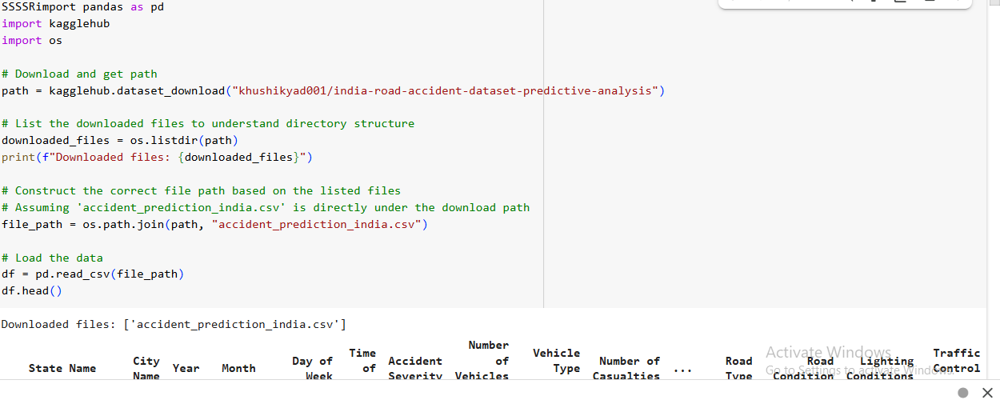 SSSSRimport pandas as pd
import kagglehub
import os
# Download and get path
path = kagglehub.dataset_download("khushikyad001/india-road-accident-dataset-predictive-analysis")
# List the downloaded files to understand directory structure
downloaded_files = os.listdir(path)
print(f"Downloaded files: {downloaded_files}")
# Construct the correct file path based on the listed files
# Assuming 'accident_prediction_india.csv' is directly under the download path
file_path = os.path.join(path, "accident_prediction_india.csv")
# Load the data
df = pd.read_csv(file_path)
df.head()
Downloaded files: ['accident_prediction_india.csv']
State Name
City
Name
Year
Month
Day of
Week
Time
of
Accident
Severity
Number
of
Vehicles
Vehicle
Type
Number of
Casualties
...
Road
Type
Road
Condition
Lighting
Conditions
Traffic
Control
Activate Windows
Go to Settings to activate Windows.